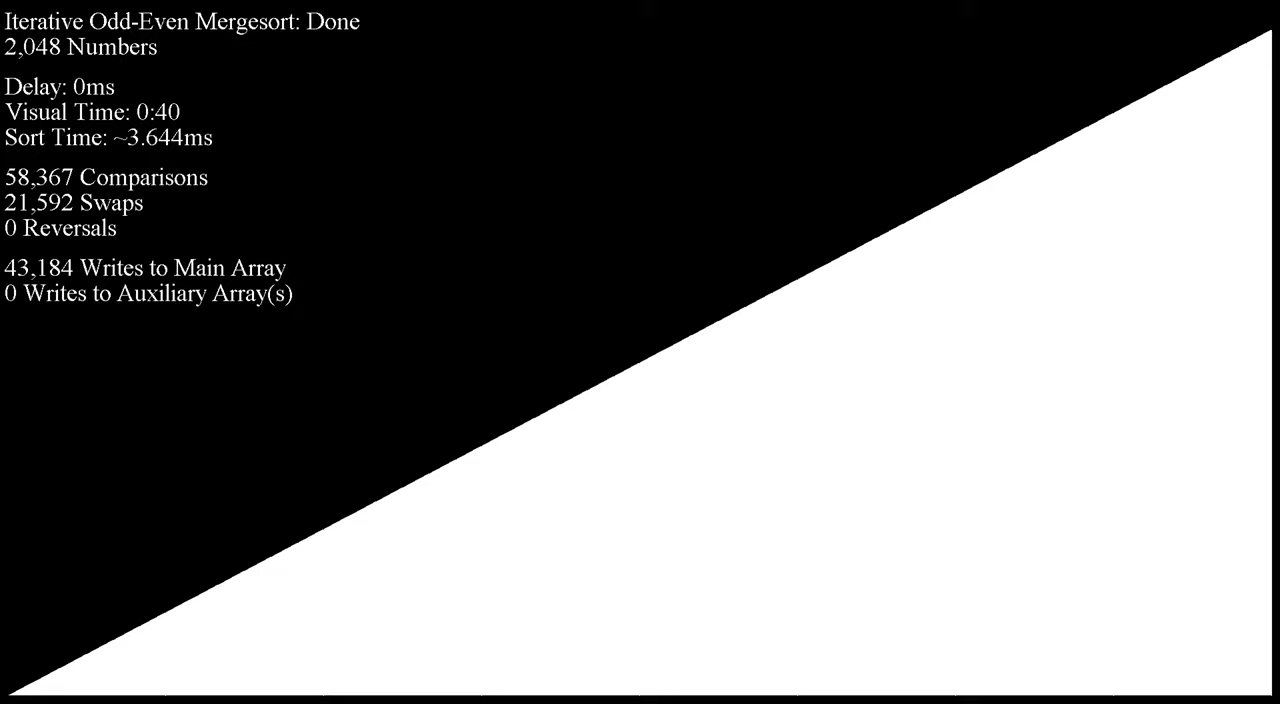 Iterative Odd-Even Mergesort: Done
2,048 Numbers
Delay: 0ms
Visual Time: 0:40
Sort Time: ~3.644ms
58,367 Comparisons
21,592 Swaps
0 Reversals
43,184 Writes to Main Array
0 Writes to Auxiliary Array(s)